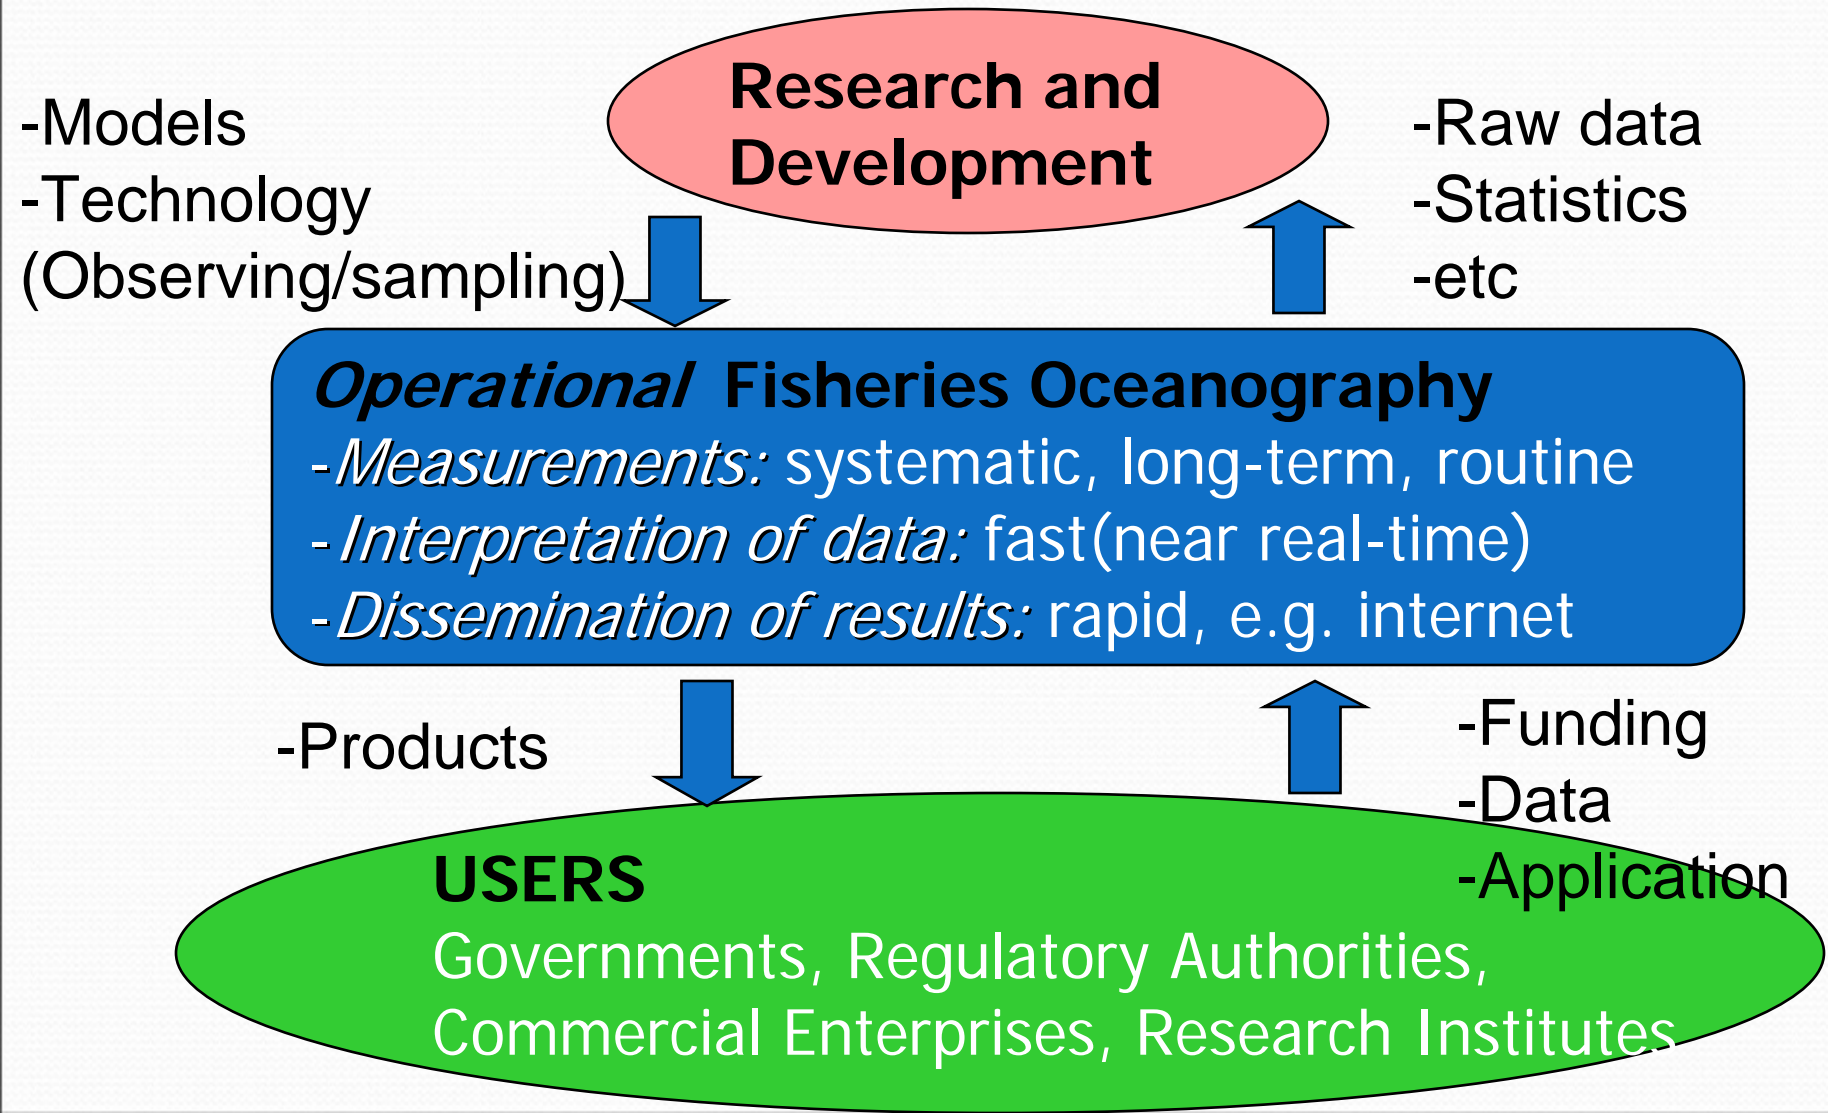 Research and
Development
-Models
-Technology
(Observing/sampling)
-Raw data
-Statistics
-etc
Operational Fisheries Oceanography
-Measurements: systematic, long-term, routine
-Interpretation of data: fast(near real-time)
-Dissemination of results: rapid, e.g. internet
-Products
-Funding
-Data
-Application
USERS
Governments, Regulatory Authorities,
Commercial Enterprises, Research Institutes